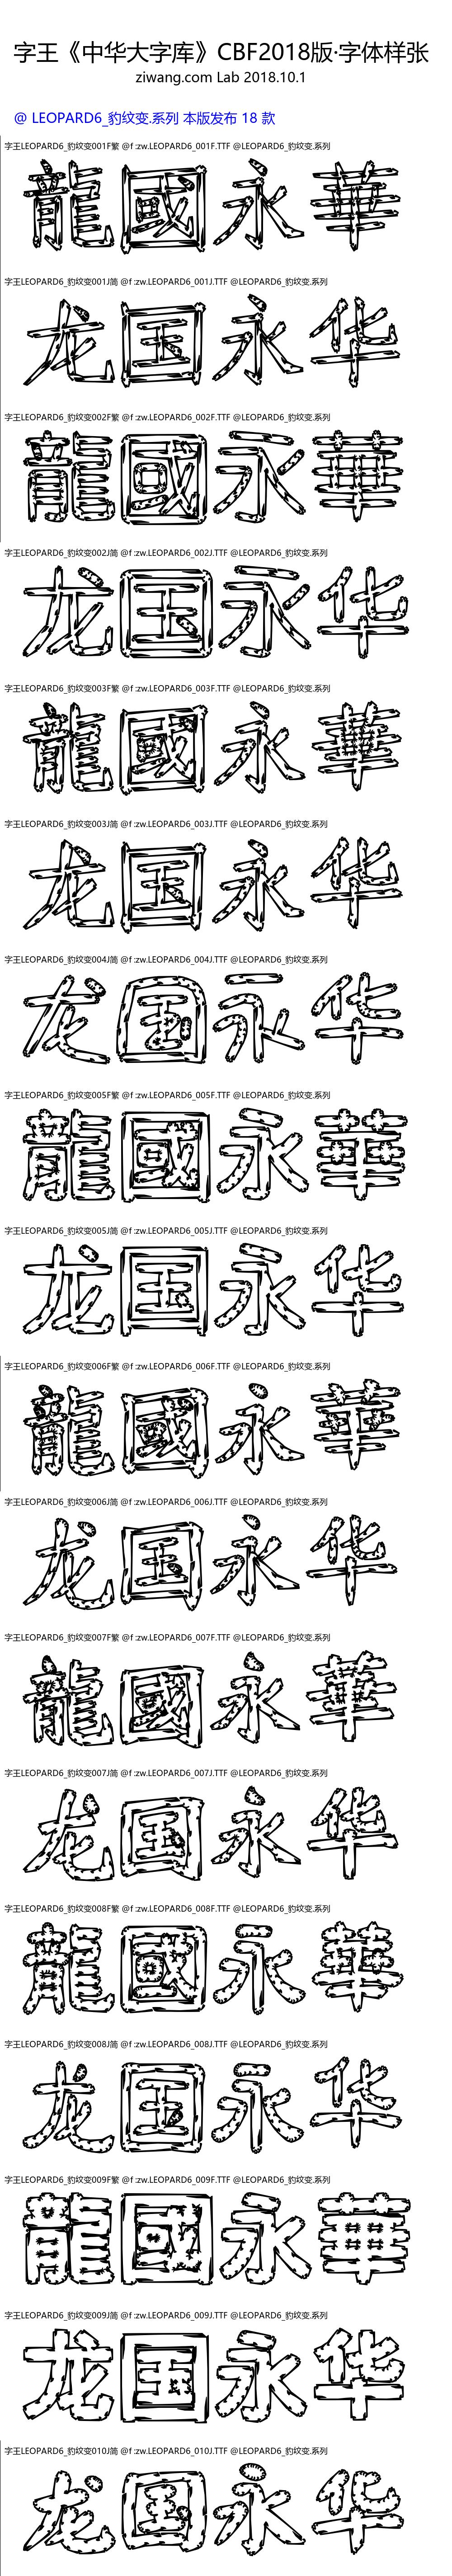 字王《中华大字库》CBF2018版·字体样张
ziwang.com Lab 2018.10.1
@ LEOPARD6_豹纹变.系列 本版发布 18 款
字王LEOPARD6_豹纹变001F繁 @f :zw.LEOPARD6_001F.TTF @LEOPARD6_豹纹变.系列
龍國永華
字王LEOPARD6_豹纹变001J简 @f :zw.LEOPARD6_001J.TTF @LEOPARD6_豹纹变.系列
龙国永华
字王LEOPARD6_豹纹变002F繁 @f :zw.LEOPARD6_002F.TTF @LEOPARD6_豹纹变.系列
龍國永華
字王LEOPARD6_豹纹变002J简 @f :zw.LEOPARD6_002J.TTF @LEOPARD6_豹纹变.系列
龙国永华
字王LEOPARD6_豹纹变003F繁 @f :zw.LEOPARD6_003F.TTF @LEOPARD6_豹纹变.系列
龍國永華
字王LEOPARD6_豹纹变003J简 @f :zw.LEOPARD6_003J.TTF @LEOPARD6_豹纹变.系列
龙国永华
字王LEOPARD6_豹纹变004J简 @f :zw.LEOPARD6_004J.TTF @LEOPARD6_豹纹变.系列
龙国永华
字王LEOPARD6_豹纹变005F繁 @f :zw.LEOPARD6_005F.TTF @LEOPARD6_豹纹变.系列
龍國永華
字王LEOPARD6_豹纹变005J简 @f :zw.LEOPARD6_005J.TTF @LEOPARD6_豹纹变.系列
龙国永华
字王LEOPARD6_豹纹变006F繁 @f :zw.LEOPARD6_006F.TTF @LEOPARD6_豹纹变.系列
龍國永華
字王LEOPARD6_豹纹变006J简 @f :zw.LEOPARD6_006J.TTF @LEOPARD6_豹纹变.系列
龙国永华
字王LEOPARD6_豹纹变007F繁 @f :zw.LEOPARD6_007F.TTF @LEOPARD6_豹纹变.系列
龍國永華
字王LEOPARD6_豹纹变007J简 @f :zw.LEOPARD6_007J.TTF @LEOPARD6_豹纹变.系列
龙国永华
字王LEOPARD6_豹纹变008F繁 @f :zw.LEOPARD6_008F.TTF @LEOPARD6_豹纹变.系列
龍國永華
字王LEOPARD6_豹纹变008J简 @f :zw.LEOPARD6_008J.TTF @LEOPARD6_豹纹变.系列
龙国永华
字王LEOPARD6_豹纹变009F繁 @f :zw.LEOPARD6_009F.TTF @LEOPARD6_豹纹变.系列
龍國永華
字王LEOPARD6_豹纹变009J简 @f :zw.LEOPARD6_009J.TTF @LEOPARD6_豹纹变.系列
龙国永华
字王LEOPARD6_豹纹变010J简 @f :zw.LEOPARD6_010J.TTF @LEOPARD6_豹纹变.系列
龙国永华